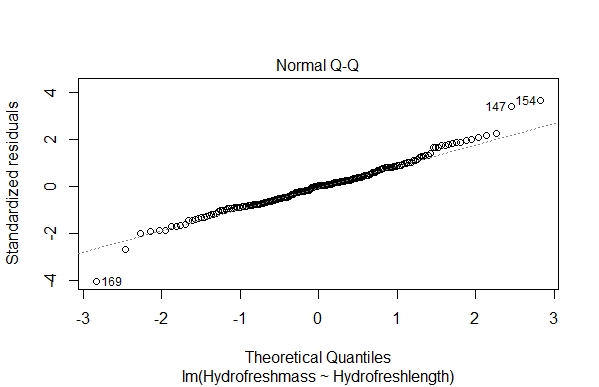 Normal Q-Q
Standardized residuals
4
2
0
-2
-4
147
154
169
-3 -2 -1 0 1 2 3
Theoretical Quantiles
lm(Hydrofreshmass ~ Hydrofreshlength)